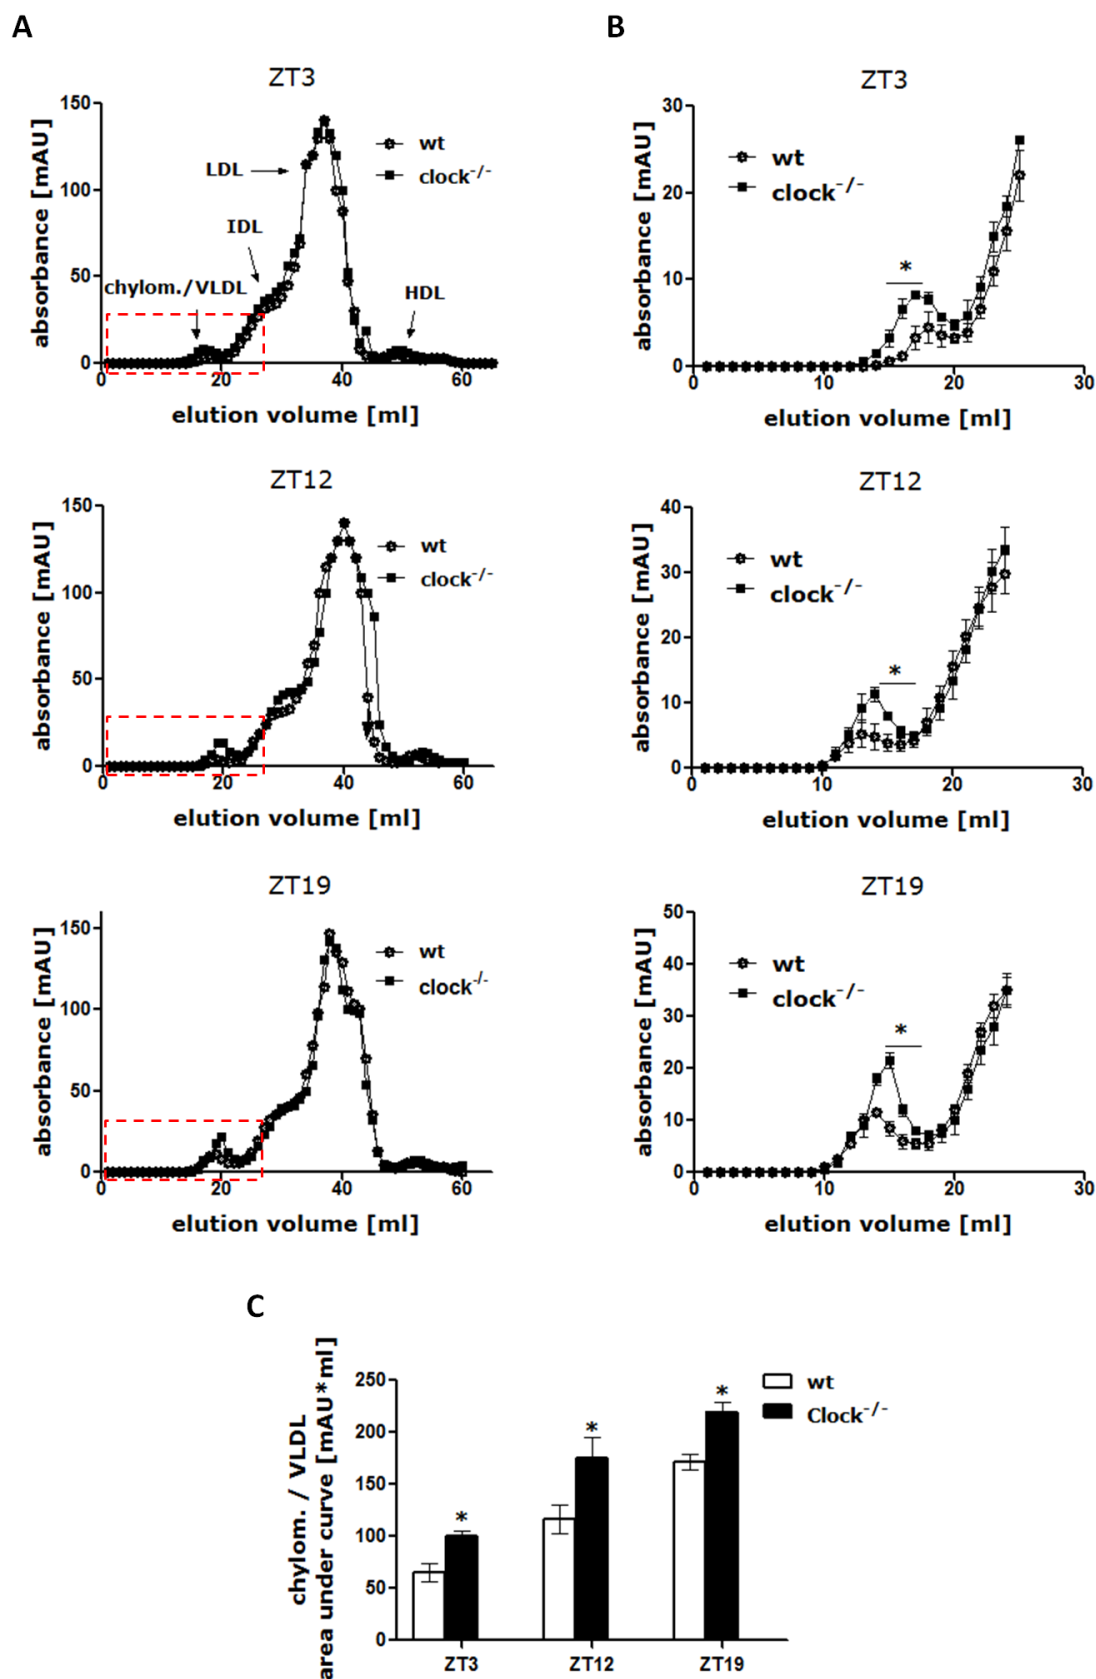 A
B
ZT3
150
100
50
0
0
20
40
60
absorbance [mAU]
elution volume [ml]
wt
clock-/-
LDL
IDL
chylom./VLDL
HDL
ZT3
30
20
10
0
0
10
20
30
absorbance [mAU]
elution volume [ml]
wt
clock-/-
*
ZT12
150
100
50
0
0
20
40
60
absorbance [mAU]
elution volume [ml]
wt
clock-/-
ZT12
40
30
20
10
0
0
10
20
30
absorbance [mAU]
elution volume [ml]
wt
clock-/-
*
ZT19
150
100
50
0
0
20
40
60
absorbance [mAU]
elution volume [ml]
wt
clock-/-
ZT19
50
40
30
20
10
0
0
10
20
30
absorbance [mAU]
elution volume [ml]
wt
clock-/-
*
C
chylom. / VLDL
area under curve [mAU*ml]
250
200
150
100
50
0
*
*
*
wt
Clock-/-
ZT3
ZT12
ZT19